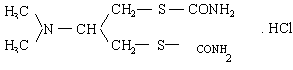 H₃C CH₂ — S — CONH₂
N — CH . HCl
H₃C CH₂ — S — CONH₂